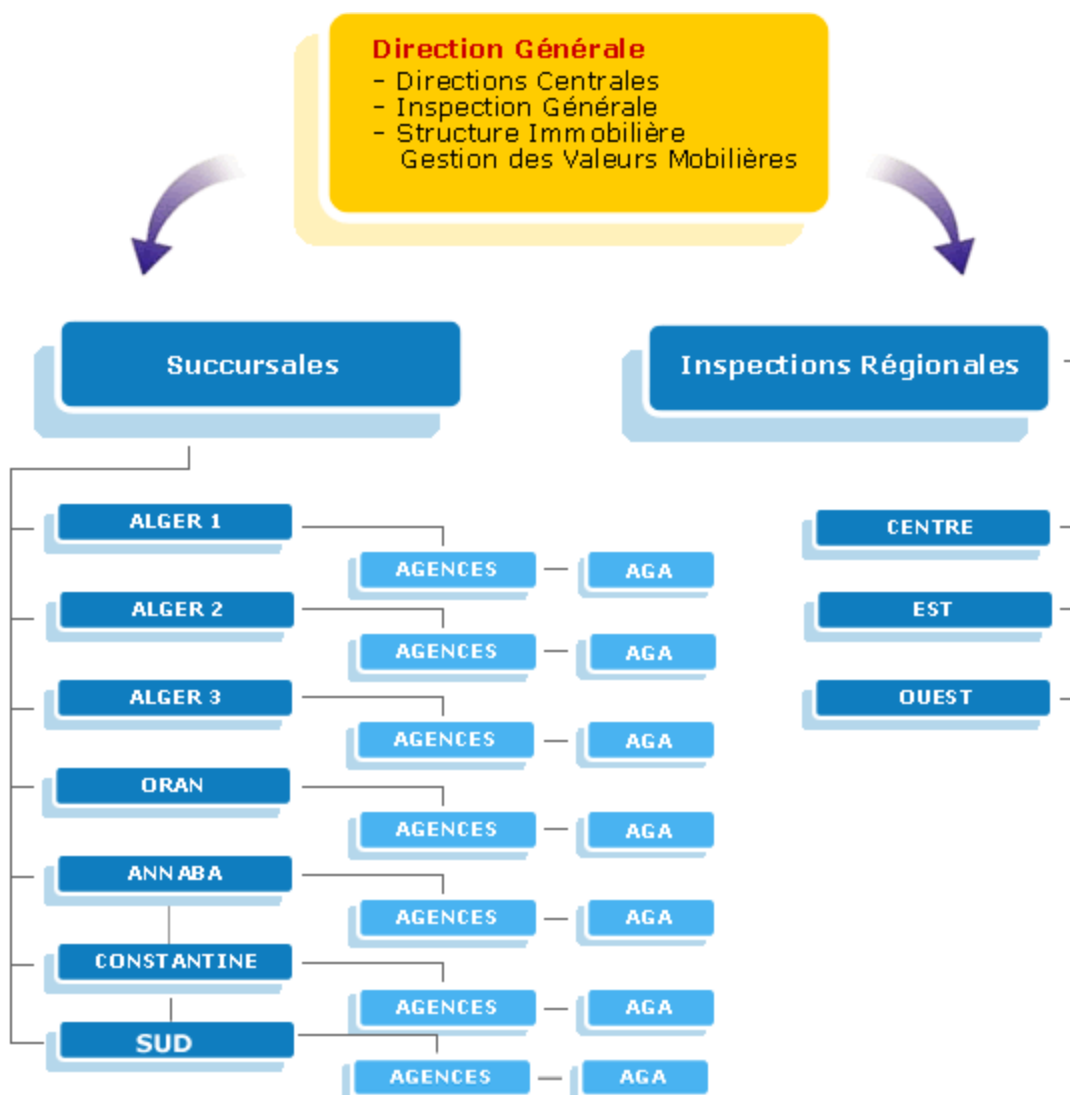 Direction Générale
- Directions Centrales
- Inspection Générale
- Structure Immobilière
Gestion des Valeurs Mobilières
Succursales
Inspections Régionales
ALGER 1
AGENCES
AGA
ALGER 2
AGENCES
AGA
ALGER 3
AGENCES
AGA
ORAN
AGENCES
AGA
ANNABA
AGENCES
AGA
CONSTANTINE
AGENCES
AGA
SUD
AGENCES
AGA
CENTRE
EST
OUEST